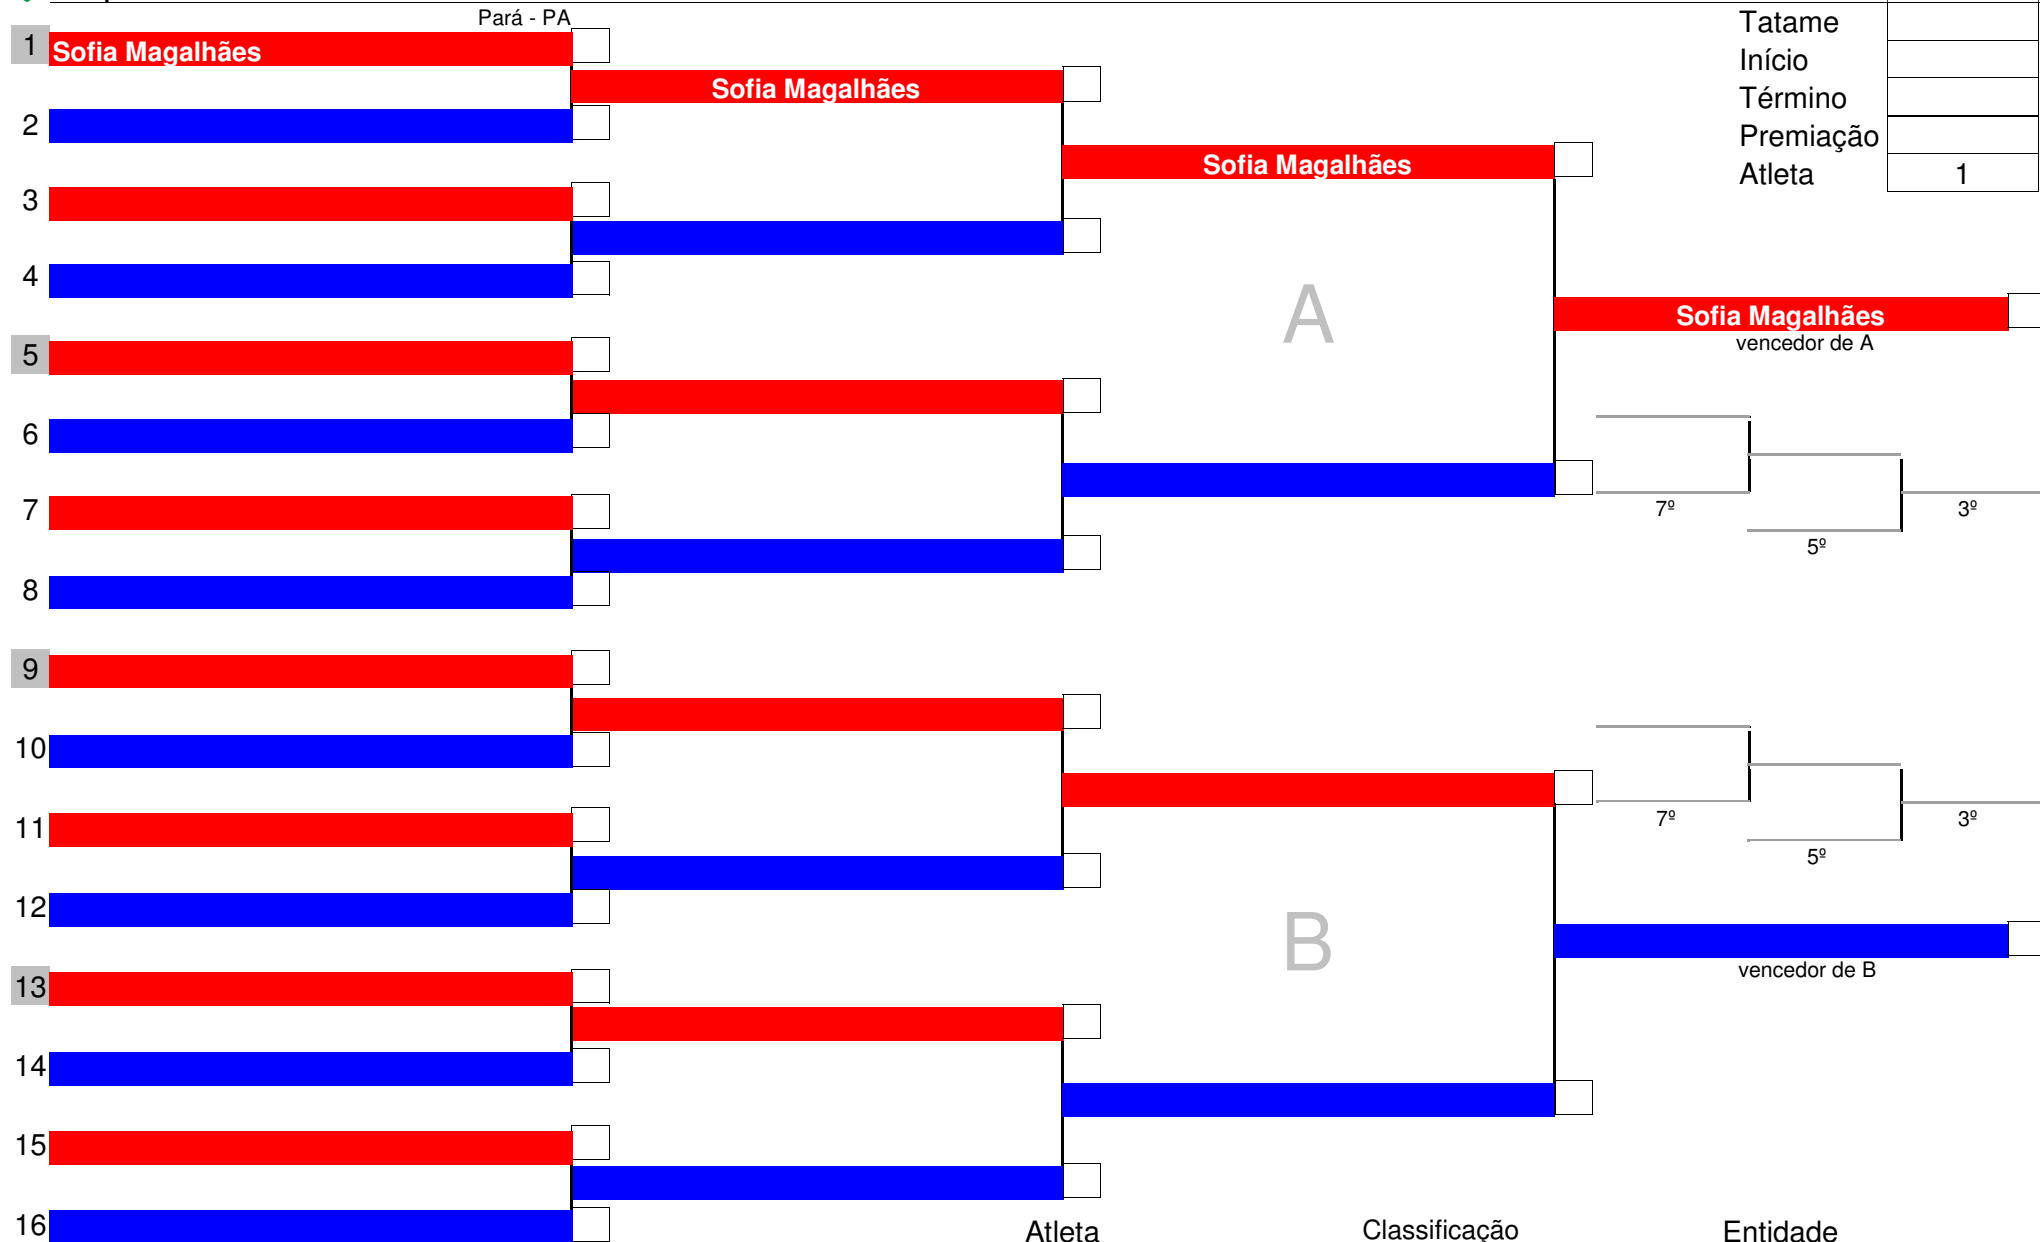 Pará - PA
Tatame
1
Sofia Magalhães
Início
Sofia Magalhães
Término
2
Premiação
Sofia Magalhães
Atleta 1
3
4
A
Sofia Magalhães
vencedor de A
5
6
7
7º
3º
5º
8
9
10
11
7º
3º
5º
12
B
vencedor de B
13
14
15
16
Atleta Classificação Entidade